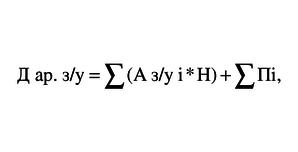 Д ар. з/у = ∑(А з/у і * Н) + ∑Пі,